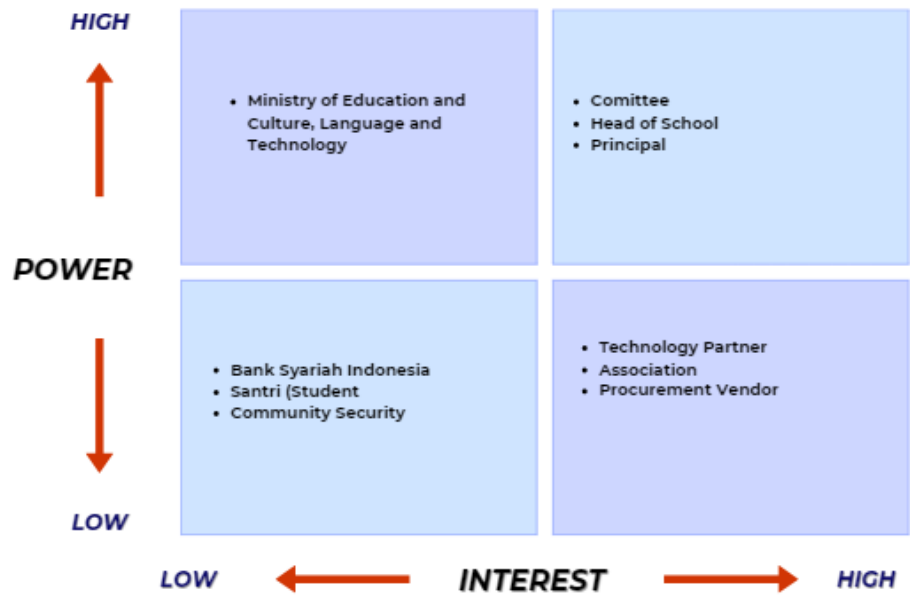 HIGH
• Ministry of Education and
Culture, Language and
Technology
• Comittee
• Head of School
• Principal
POWER
• Bank Syariah Indonesia
• Santri (Student
• Community Security
• Technology Partner
• Association
• Procurement Vendor
LOW
LOW
INTEREST
HIGH